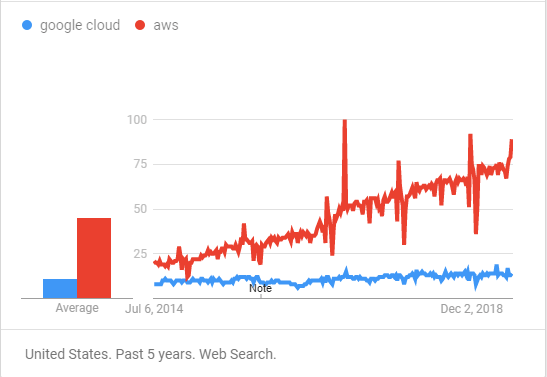 google cloud aws
100
75
50
25
Note
Average Jul 6, 2014 Dec 2, 2018
United States. Past 5 years. Web Search.